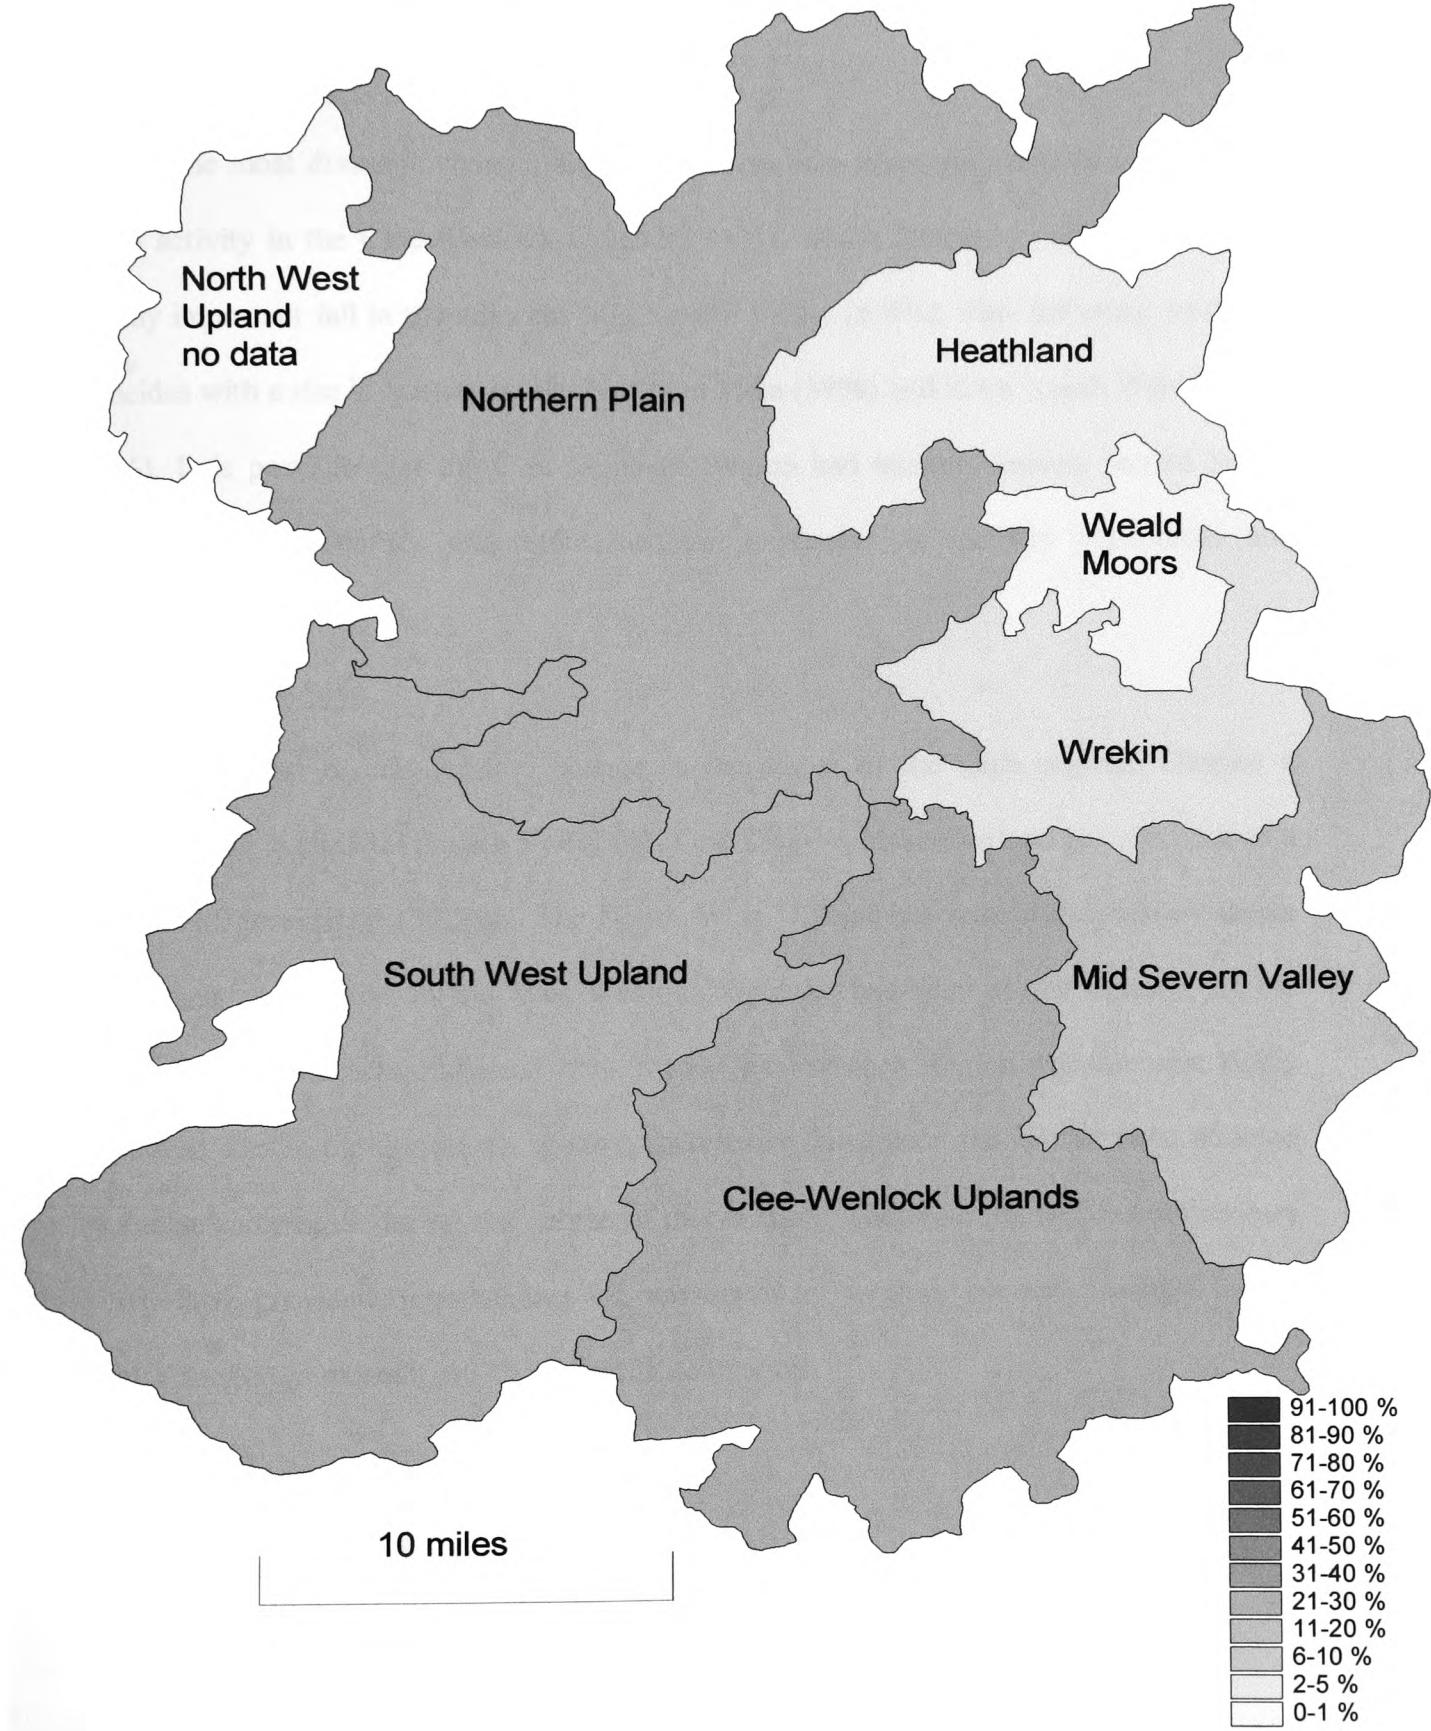 North West
Upland
no data
Northern Plain
Heathland
Weald
Moors
Wrekin
South West Upland
Mid Severn Valley
Clee-Wenlock Uplands
10 miles
91-100 %
81-90 %
71-80 %
61-70 %
51-60 %
41-50 %
31-40 %
21-30 %
11-20 %
6-10 %
2-5 %
0-1 %